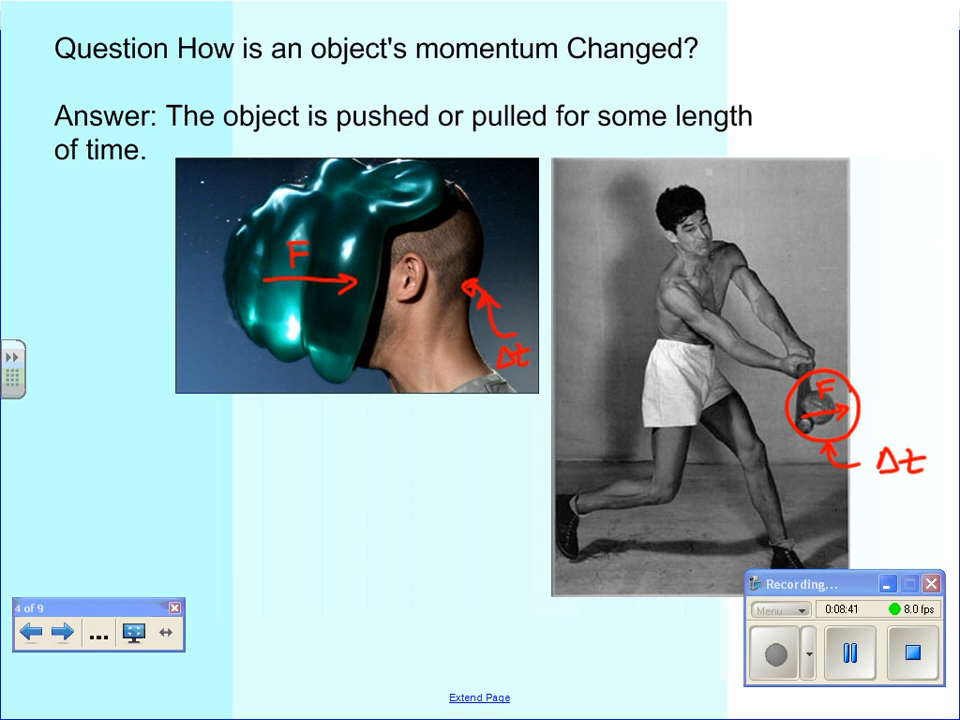 Question How is an object's momentum Changed?
Answer: The object is pushed or pulled for some length
of time.
F
Δt
F
Δt
4 of 9
...
Recording...
Menu
0:08:41
8.0 fps
Extend Page